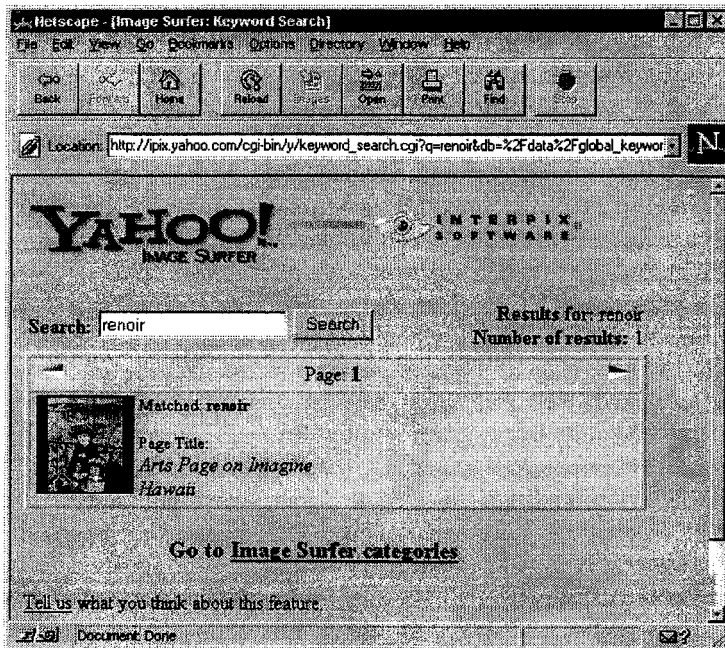 Netscape - [Image Surfer: Keyword Search]
File Edit View Go Bookmarks Options Directory Window Help
Back Forward Home Reload Images Open Print Find Stop
Location: http://ipix.yahoo.com/cgi-bin/y/keyword_search.cgi?q=renoir&db=%2Fdata%2Fglobal_keywor
N
YAHOO!
IMAGE SURFER
INTERPIX
SOFTWARE
Results for: renoir
Search: renoir Search
Number of results: 1
Page: 1
Matched: renoir
Page Title:
Arts Page on Imagine
Hawaii
Go to Image Surfer categories
Tell us what you think about this feature.
Document: Done
?